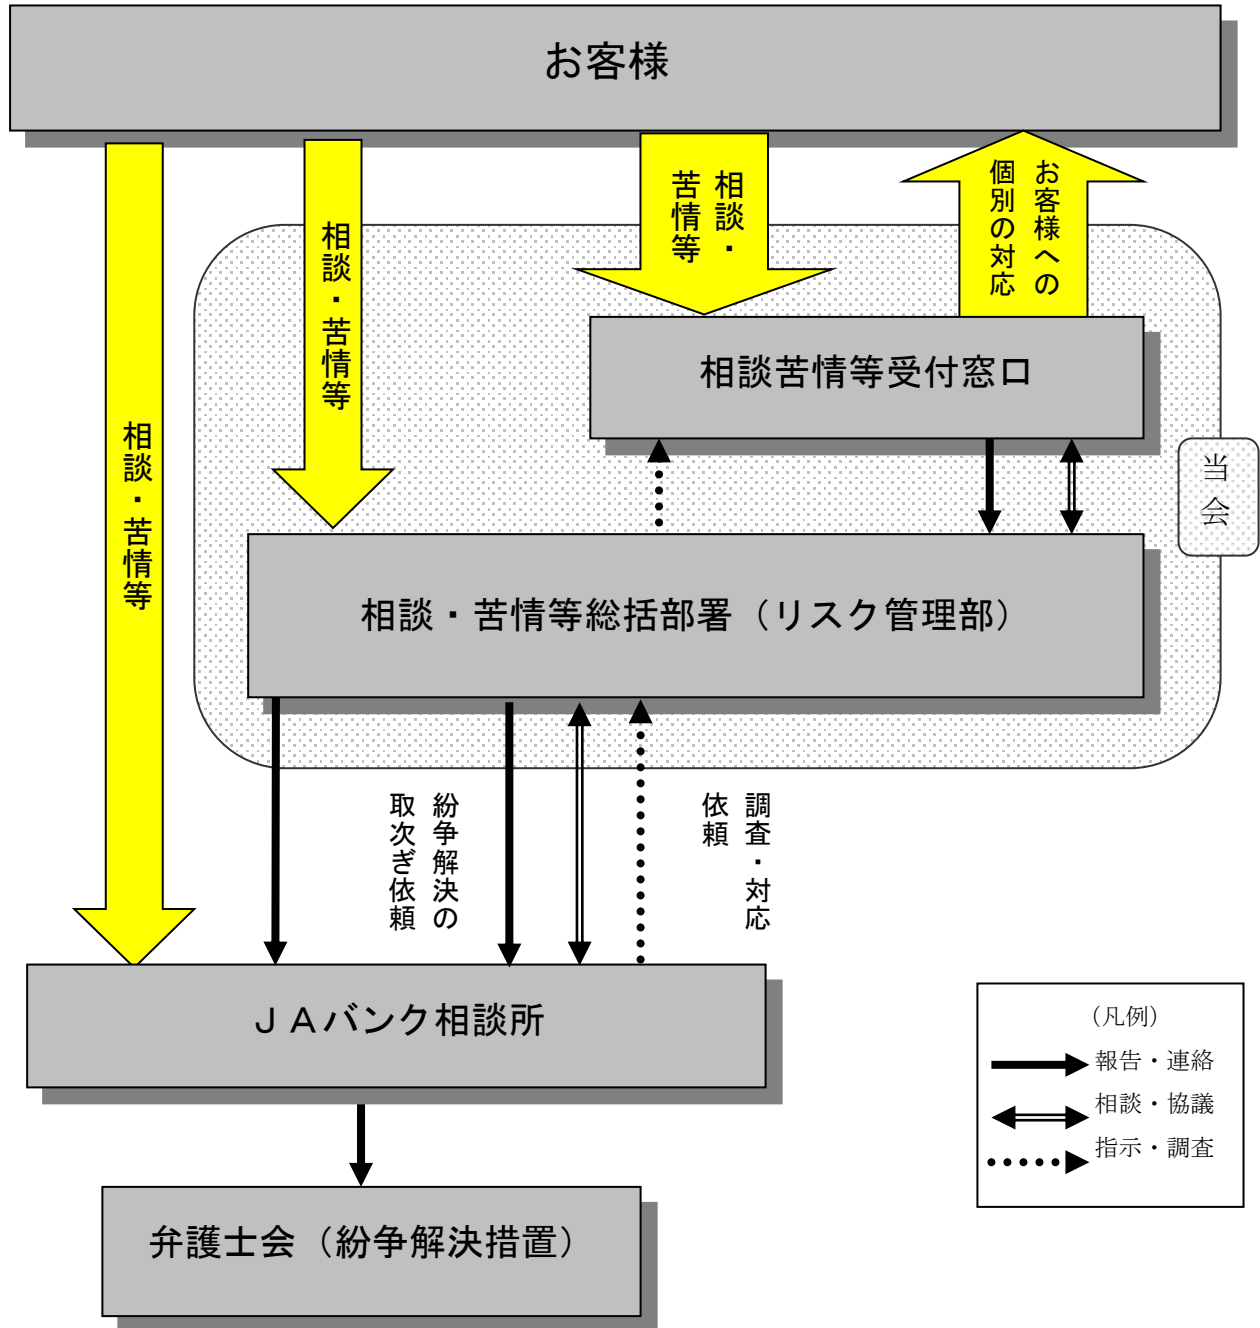 お客様
相談・
苦情等
お客様への
個別の対応
相談・苦情等
相談・苦情等
相談苦情等受付窓口
当
会
相談・苦情等総括部署（リスク管理部）
紛争解決の
取次ぎ依頼
調査・対応
依頼
ＪＡバンク相談所
（凡例）
報告・連絡
相談・協議
指示・調査
弁護士会（紛争解決措置）